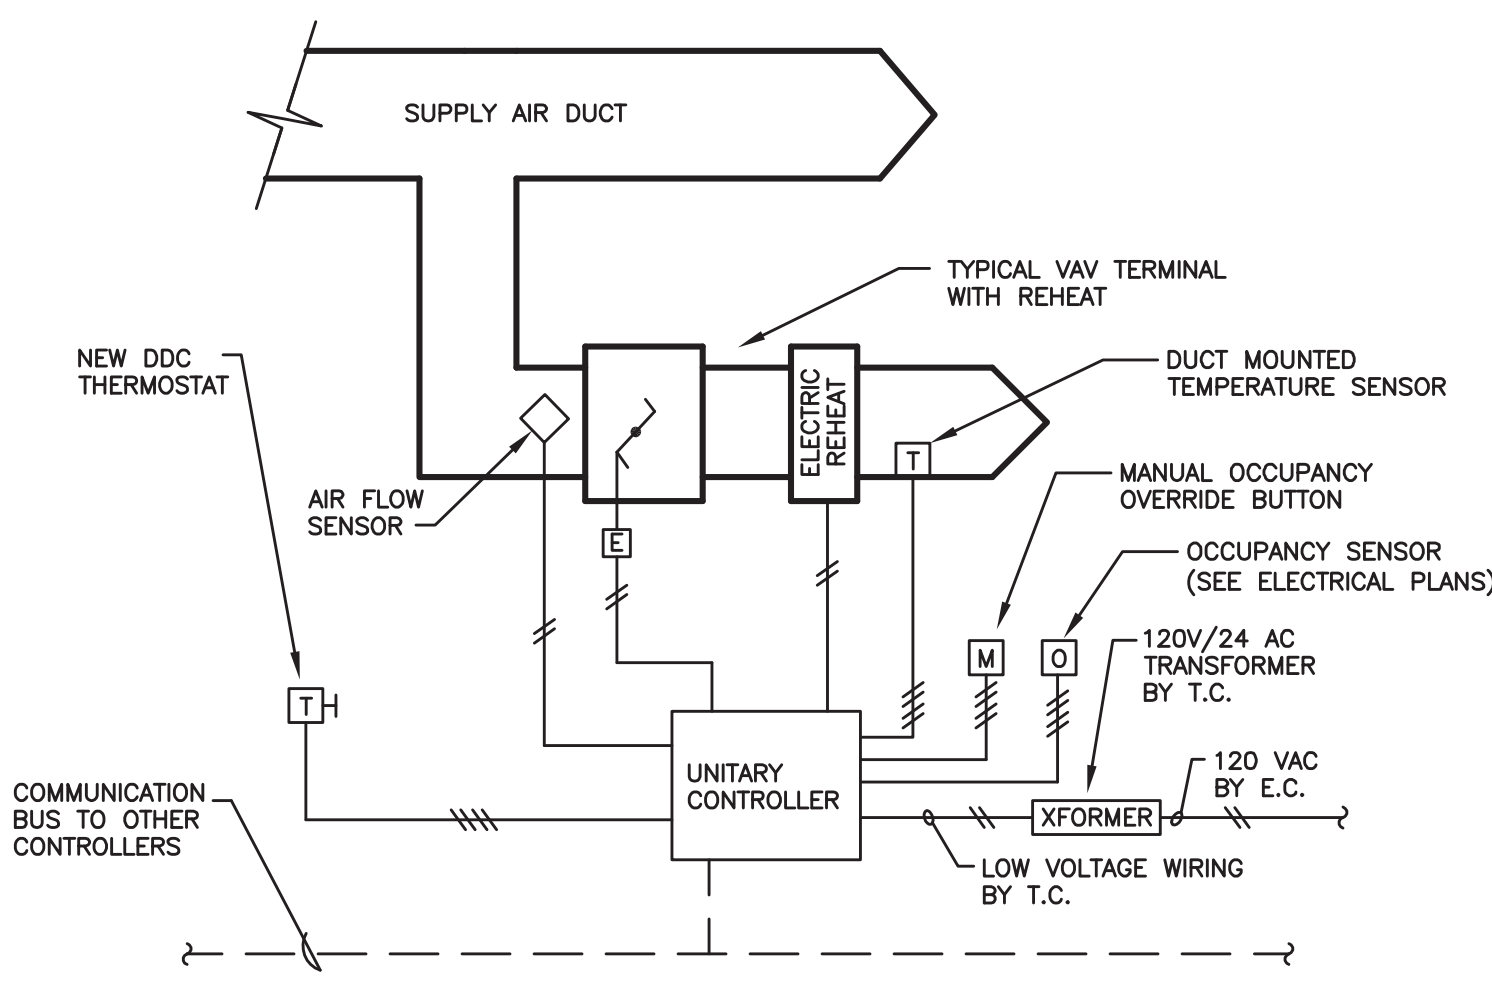 SUPPLY AIR DUCT
TYPICAL VAV TERMINAL
WITH REHEAT
NEW DDC
THERMOSTAT
DUCT MOUNTED
TEMPERATURE SENSOR
ELECTRIC
REHEAT
T
AIR FLOW
SENSOR
MANUAL OCCUPANCY
OVERRIDE BUTTON
E
OCCUPANCY SENSOR
(SEE ELECTRICAL PLANS)
M
O
120V/24 AC
TRANSFORMER
BY T.C.
T
UNITARY
CONTROLLER
120 VAC
BY E.C.
COMMUNICATION
BUS TO OTHER
CONTROLLERS
XFORMER
LOW VOLTAGE WIRING
BY T.C.